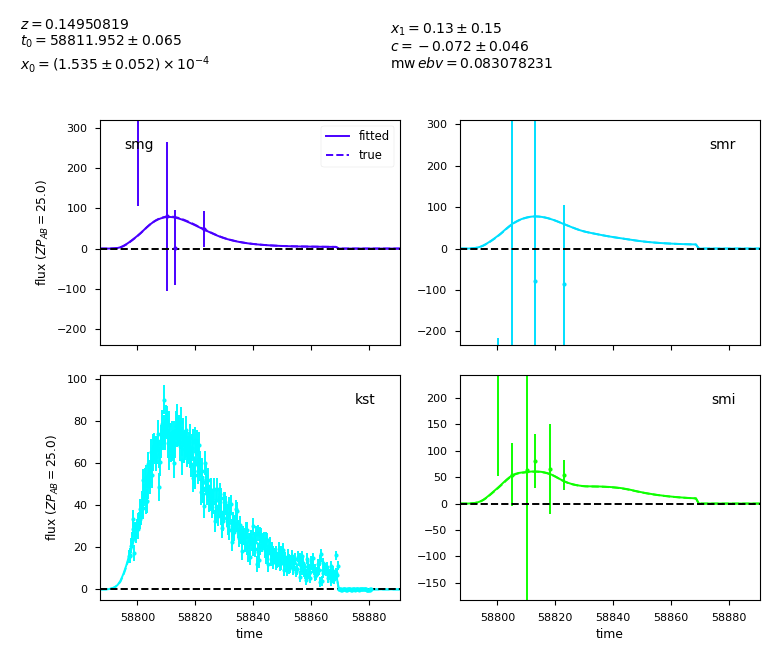 z = 0.14950819
t₀ = 58811.952 ± 0.065
x₀ = (1.535 ± 0.052) × 10⁻⁴
x₁ = 0.13 ± 0.15
c = −0.072 ± 0.046
mw ebv = 0.083078231
smg
fitted
true
300
200
100
0
−100
−200
flux (ZP_AB = 25.0)
smr
300
200
100
0
−100
−200
kst
100
80
60
40
20
0
flux (ZP_AB = 25.0)
58800 58820 58840 58860 58880
time
smi
200
150
100
50
0
−50
−100
−150
58800 58820 58840 58860 58880
time